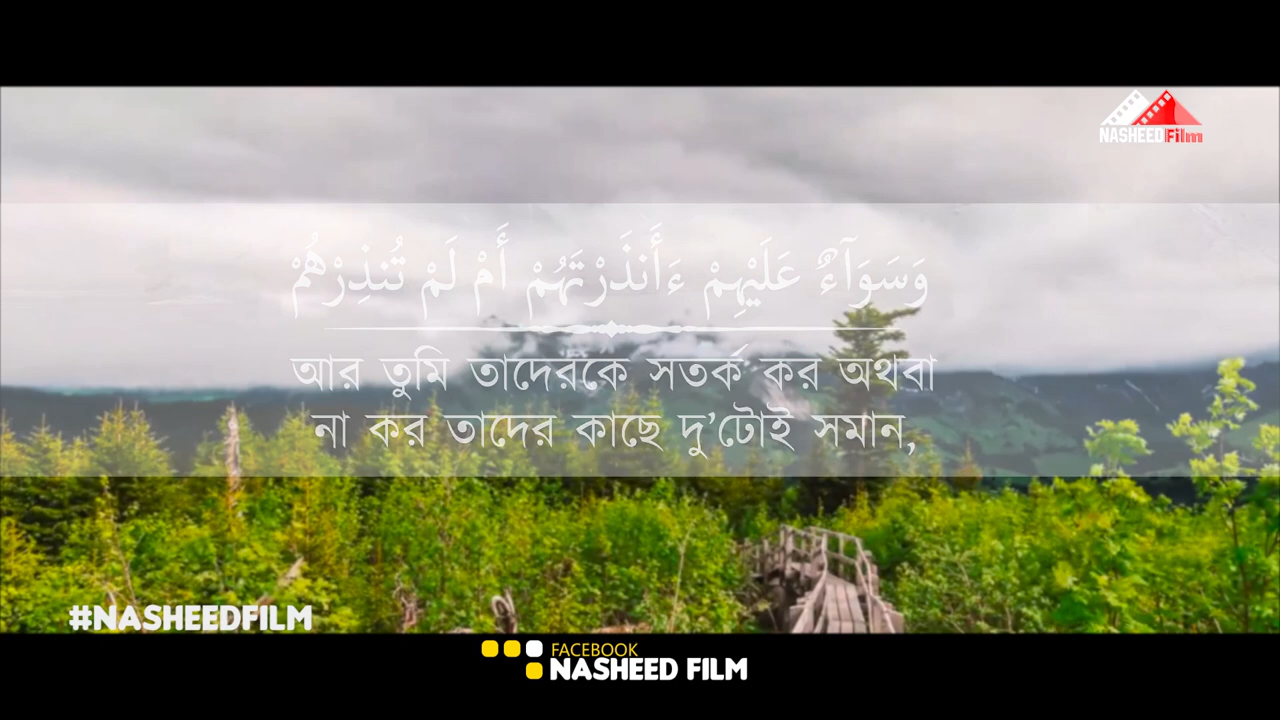 NASHEEDFilm
وَسَوَآءٌ عَلَيْهِمْ ءَأَنذَرْتَهُمْ أَمْ لَمْ تُنذِرْهُمْ
আর তুমি তাদেরকে সতর্ক কর অথবা
না কর তাদের কাছে দু’টোই সমান,
#NASHEEDFILM
FACEBOOK
NASHEED FILM